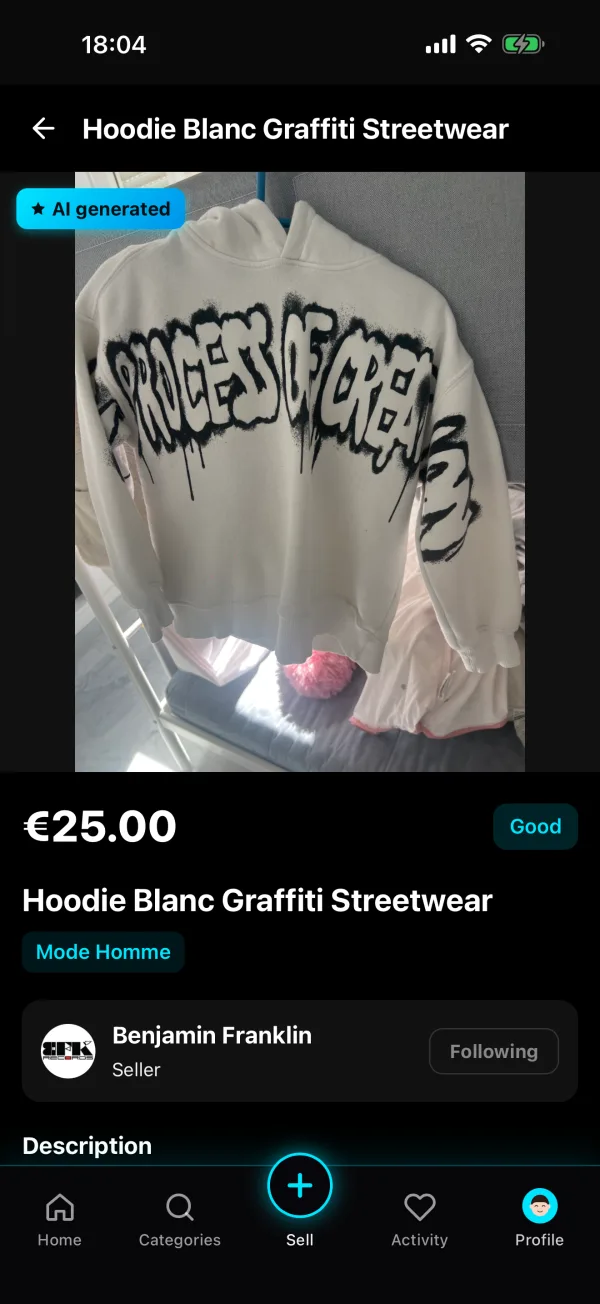 18:04
Hoodie Blanc Graffiti Streetwear
AI generated
PROCESS OF CREA
€25.00
Good
Hoodie Blanc Graffiti Streetwear
Mode Homme
Benjamin Franklin
Seller
Following
Description
Home
Categories
Sell
Activity
Profile